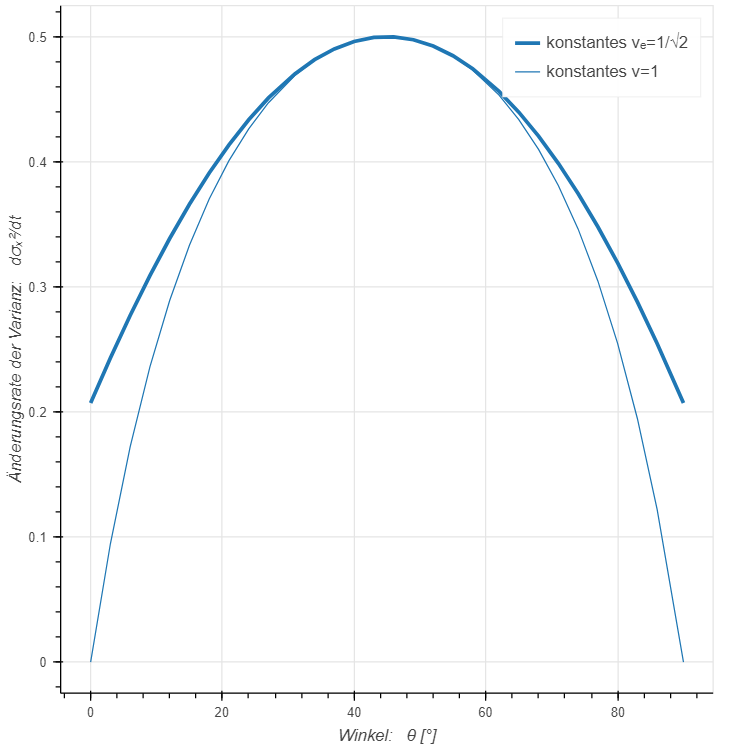 konstantes vₑ=1/√2
konstantes v=1
Änderungsrate der Varianz:   dσₓ²/dt
0.5
0.4
0.3
0.2
0.1
0
0
20
40
60
80
Winkel:   θ [°]